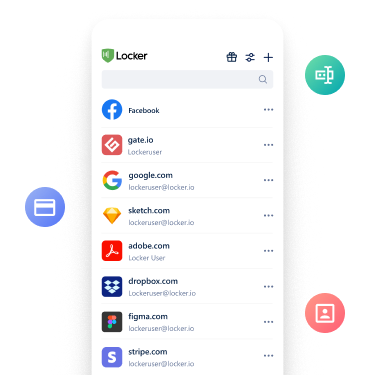 Locker
Facebook
gate.io
Lockeruser
google.com
lockeruser@locker.io
sketch.com
lockeruser@locker.io
adobe.com
Locker User
dropbox.com
Lockeruser@locker.io
figma.com
lockeruser@locker.io
stripe.com
lockeruser@locker.io